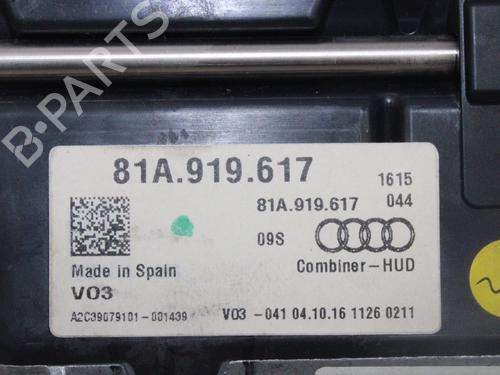 B-PARTS
81A.919.617
1615
81A.919.617 044
09S
Made in Spain Combiner-HUD
V03
A2C39079101-001439 V03 -041 04.10.16 1126 0211